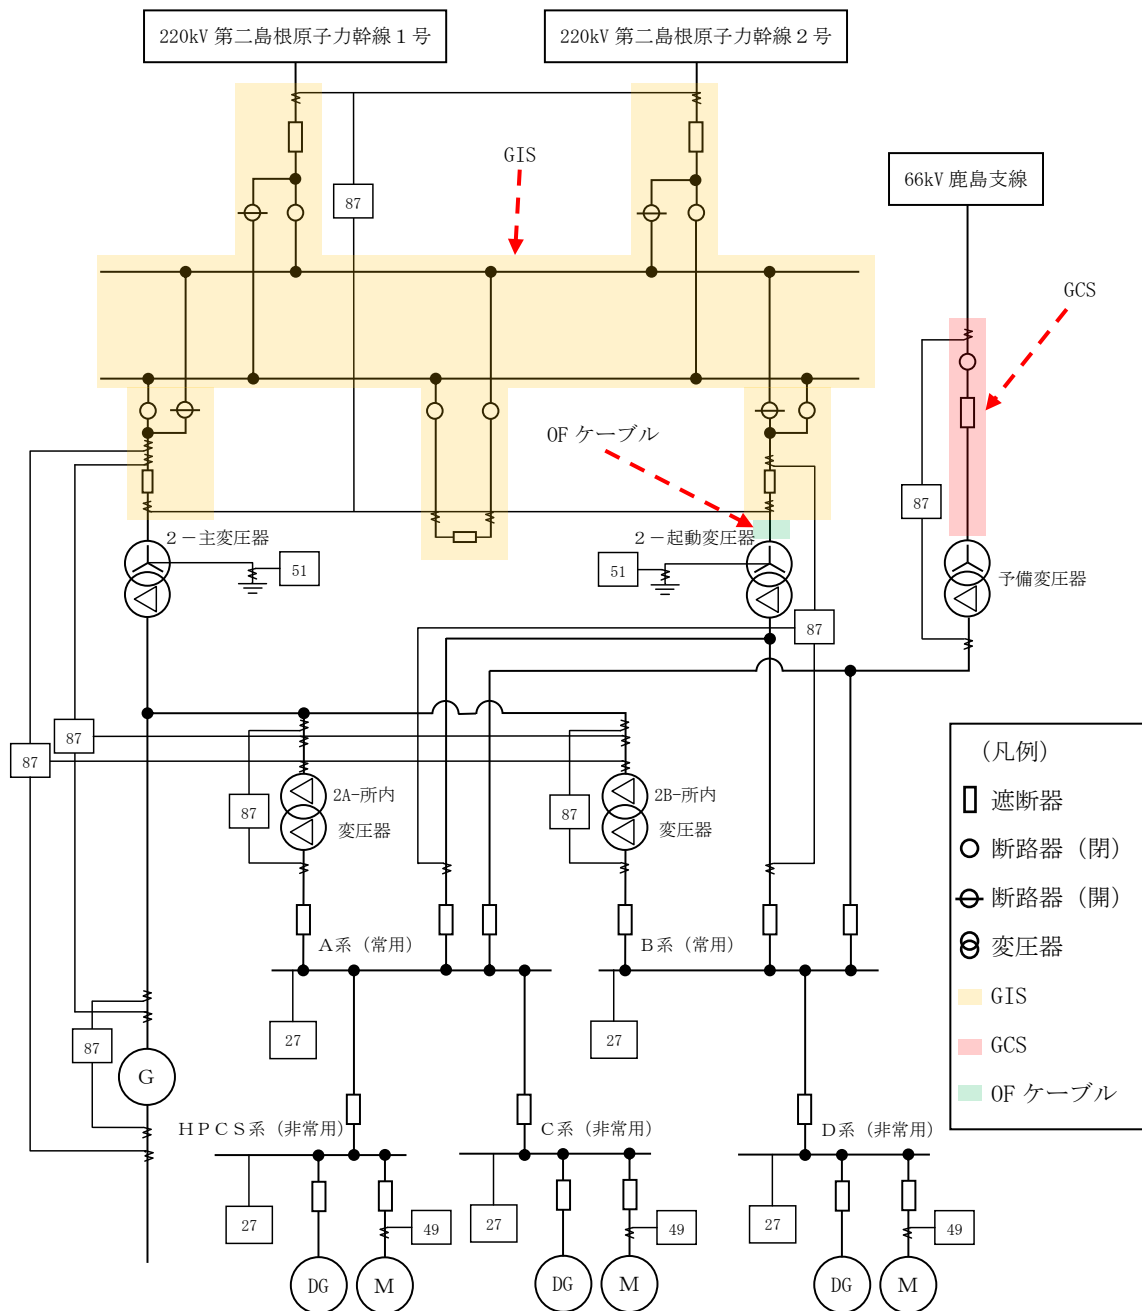 220kV 第二島根原子力幹線１号
220kV 第二島根原子力幹線２号
GIS
66kV 鹿島支線
87
GCS
OF ケーブル
87
２－主変圧器
51
２－起動変圧器
51
予備変圧器
87
87
87
87
2A-所内
変圧器
87
2B-所内
変圧器
(凡例)
遮断器
断路器（閉）
断路器（開）
変圧器
GIS
GCS
OF ケーブル
Ａ系（常用）
Ｂ系（常用）
27
27
87
G
ＨＰＣＳ系（非常用）
Ｃ系（非常用）
Ｄ系（非常用）
27
49
27
49
27
49
DG
M
DG
M
DG
M